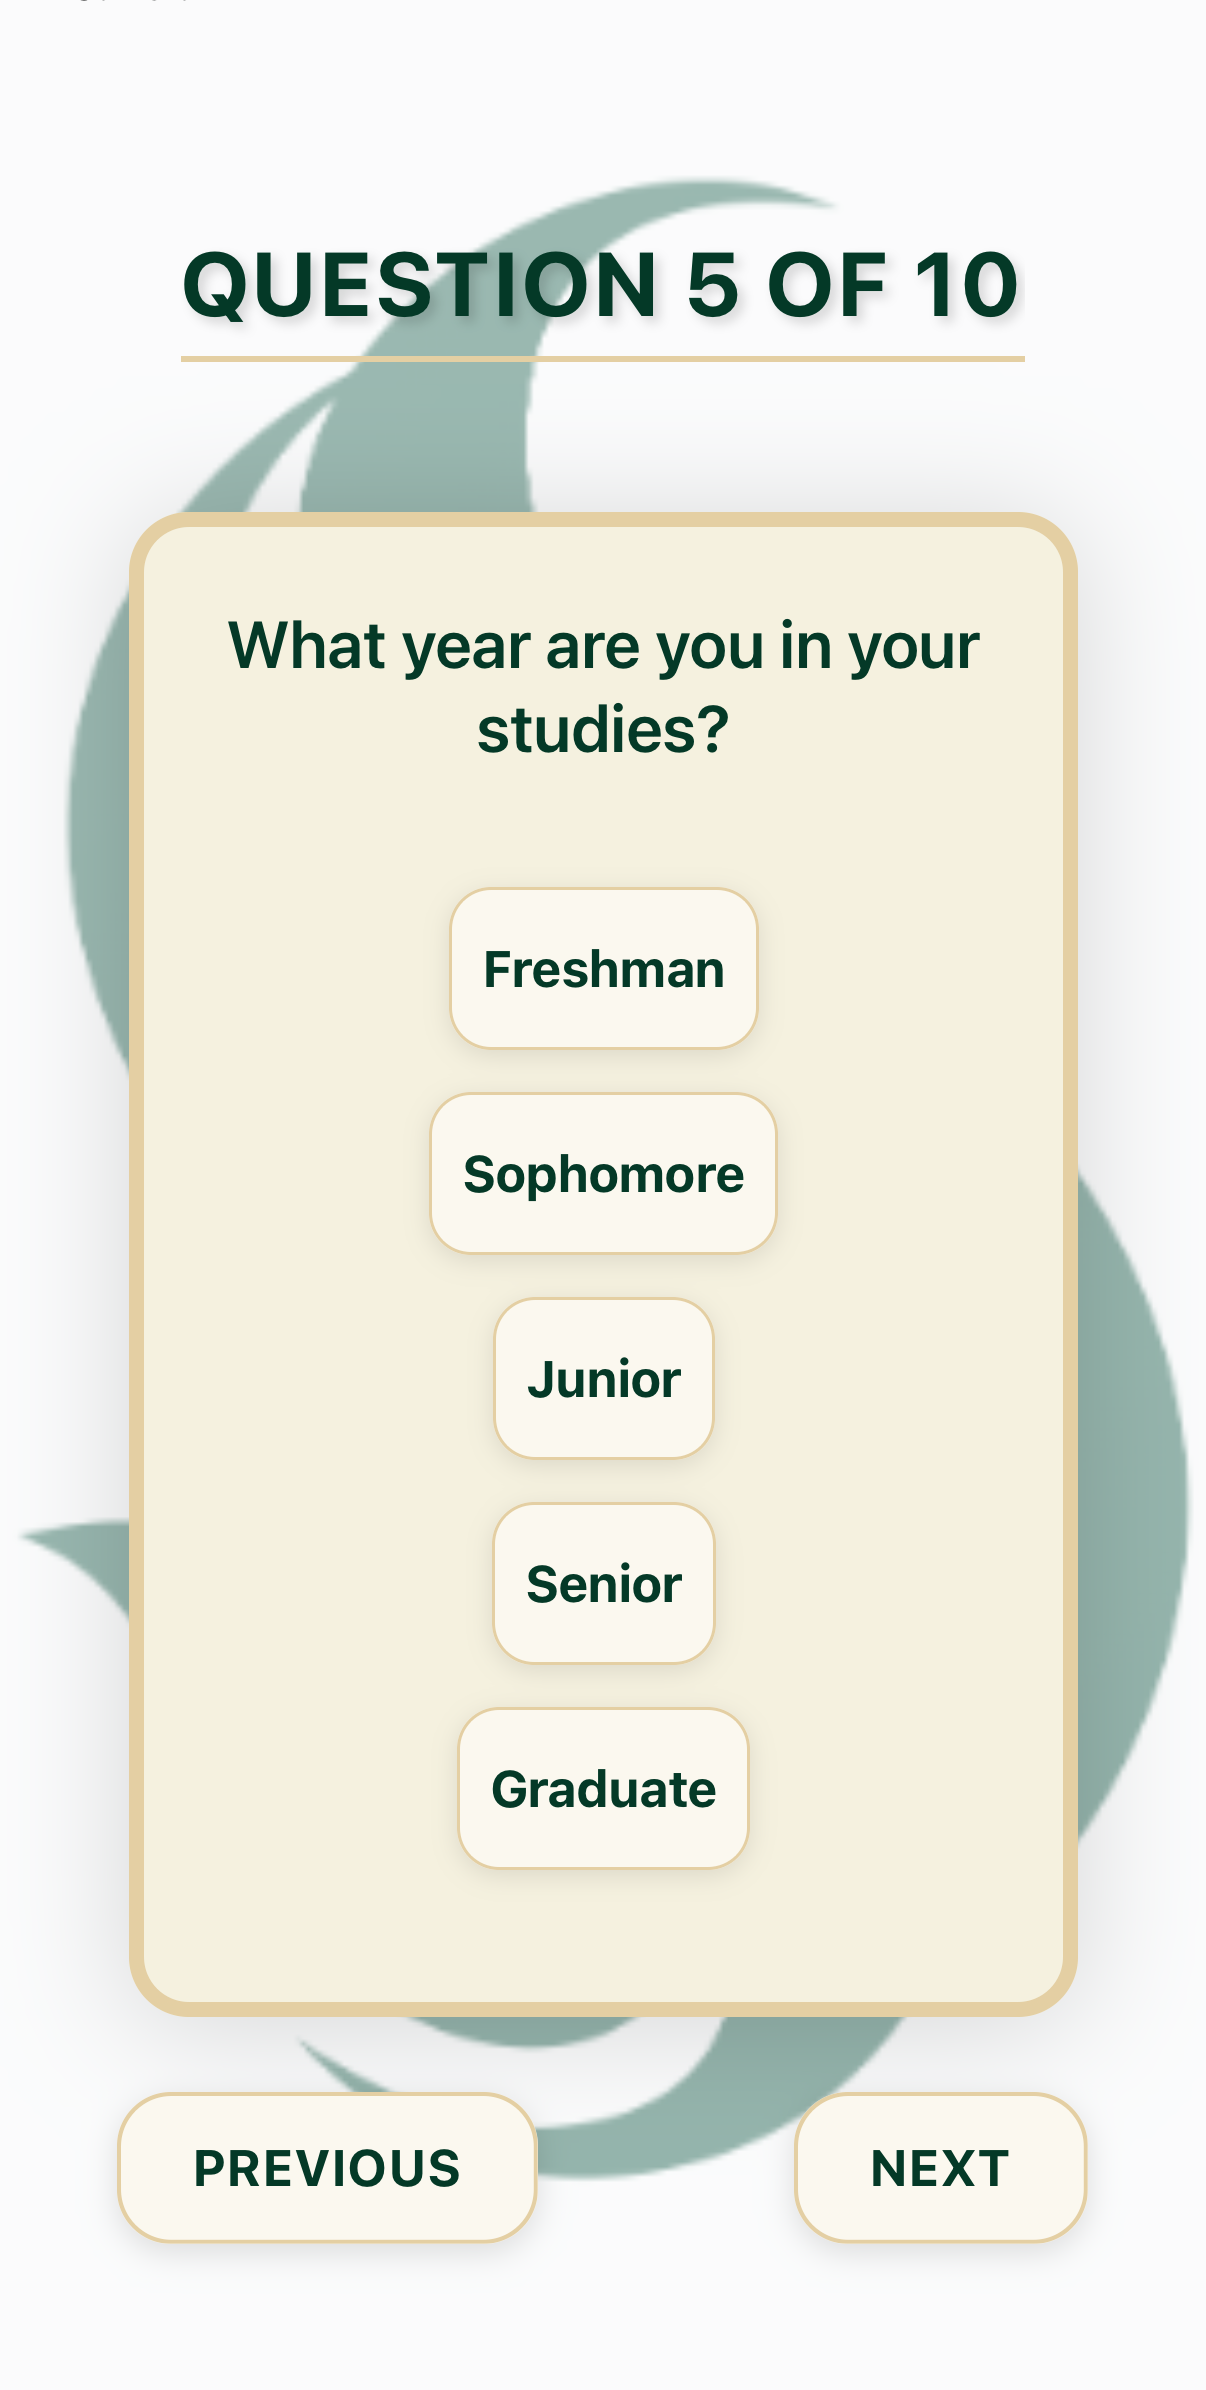 QUESTION 5 OF 10
What year are you in your
studies?
Freshman
Sophomore
Junior
Senior
Graduate
PREVIOUS
NEXT